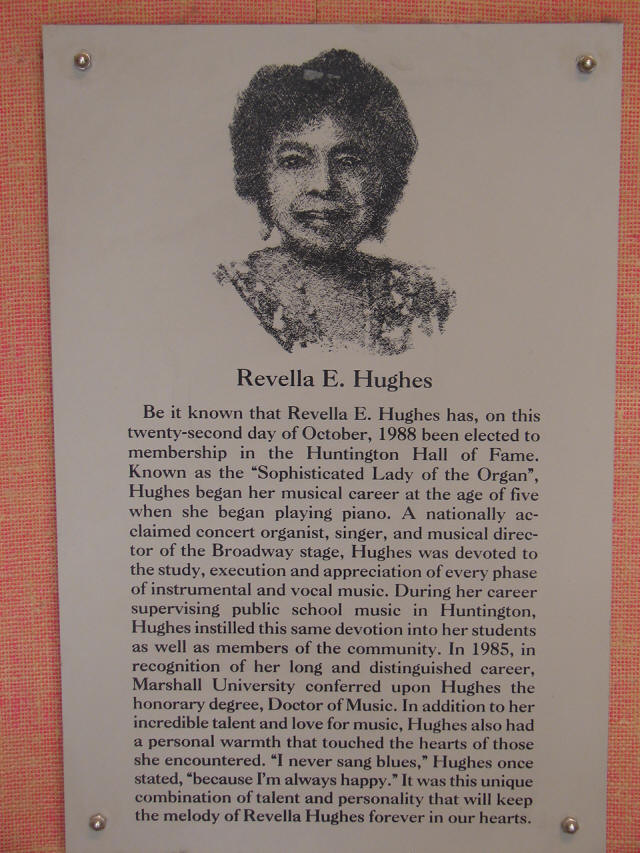 Revella E. Hughes
Be it known that Revella E. Hughes has, on this
twenty-second day of October, 1988 been elected to
membership in the Huntington Hall of Fame.
Known as the "Sophisticated Lady of the Organ",
Hughes began her musical career at the age of five
when she began playing piano. A nationally ac-
claimed concert organist, singer, and musical direc-
tor of the Broadway stage, Hughes was devoted to
the study, execution and appreciation of every phase
of instrumental and vocal music. During her career
supervising public school music in Huntington,
Hughes instilled this same devotion into her students
as well as members of the community. In 1985, in
recognition of her long and distinguished career,
Marshall University conferred upon Hughes the
honorary degree, Doctor of Music. In addition to her
incredible talent and love for music, Hughes also had
a personal warmth that touched the hearts of those
she encountered. "I never sang blues," Hughes once
stated, "because I'm always happy." It was this unique
combination of talent and personality that will keep
the melody of Revella Hughes forever in our hearts.